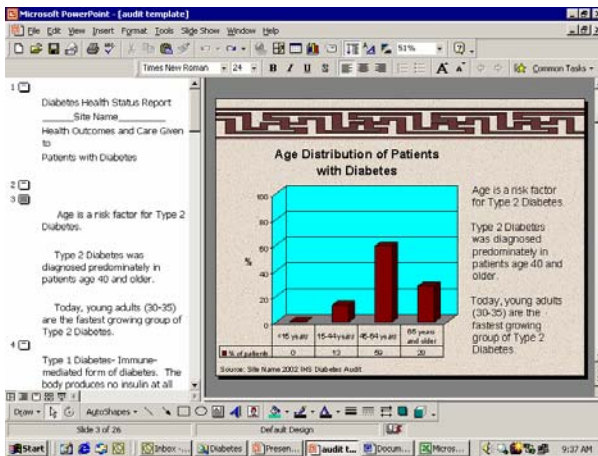 Microsoft PowerPoint - [audit template]
File Edit View Insert Format Tools Slide Show Window Help
51%
Times New Roman 24 B I U S A A Common Tasks
1
Diabetes Health Status Report
_____Site Name________
Health Outcomes and Care Given
to
Patients with Diabetes
2
3
Age is a risk factor for Type 2
Diabetes.
Type 2 Diabetes was
diagnosed predominately in
patients age 40 and older.
Today, young adults (30-35)
are the fastest growing group of
Type 2 Diabetes.
4
Type 1 Diabetes- Immune-
mediated form of diabetes. The
body produces no insulin at all
Age Distribution of Patients
with Diabetes
100
80
60
40
20
0
%
<15 years 15-44 years 45-64 years 65 years
and older
% of patients 0 13 59 28
Source: Site Name 2002 IHS Diabetes Audit
Age is a risk factor
for Type 2 Diabetes.
Type 2 Diabetes
was diagnosed
predominately in
patients age 40 and
older.
Today, young adults
(30-35) are the
fastest growing
group of Type 2
Diabetes.
Draw AutoShapes
Slide 3 of 26 Default Design
Start Inbox -... Diabetes Presen... audit t... Docum... Micros... 9:37 AM